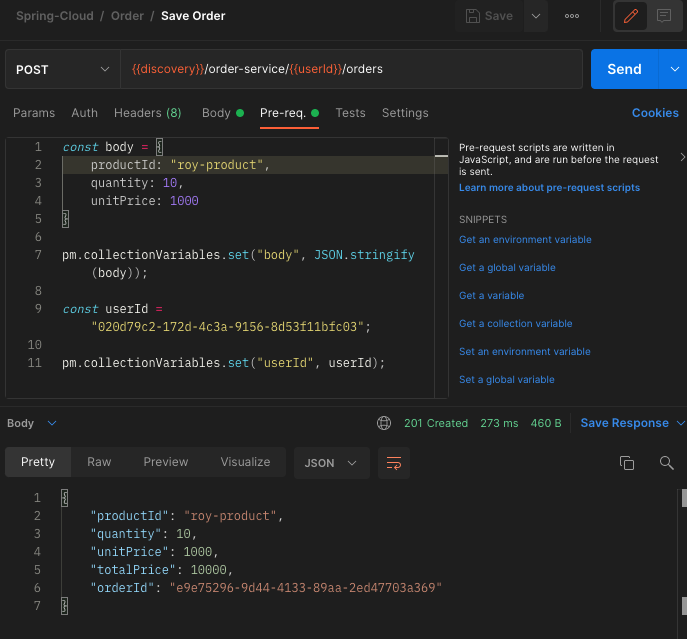 Spring-Cloud / Order / Save Order
Save
POST
{{discovery}}/order-service/{{userId}}/orders
Send
Params Auth Headers (8) Body Pre-req. Tests Settings
Cookies
1 const body = {
2 productId: "roy-product",
3 quantity: 10,
4 unitPrice: 1000
5 }
6
7 pm.collectionVariables.set("body", JSON.stringify
(body));
8
9 const userId =
"020d79c2-172d-4c3a-9156-8d53f11bfc03";
10
11 pm.collectionVariables.set("userId", userId);
Pre-request scripts are written in
JavaScript, and are run before the request
is sent.
Learn more about pre-request scripts
SNIPPETS
Get an environment variable
Get a global variable
Get a variable
Get a collection variable
Set an environment variable
Set a global variable
Body
201 Created 273 ms 460 B
Save Response
Pretty Raw Preview Visualize JSON
1 {
2 "productId": "roy-product",
3 "quantity": 10,
4 "unitPrice": 1000,
5 "totalPrice": 10000,
6 "orderId": "e9e75296-9d44-4133-89aa-2ed47703a369"
7 }